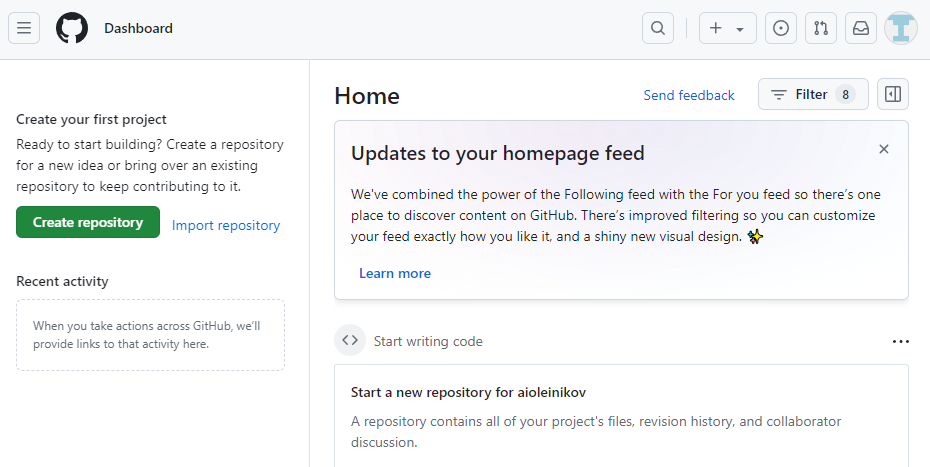 Dashboard
Create your first project
Ready to start building? Create a repository
for a new idea or bring over an existing
repository to keep contributing to it.
Create repository
Import repository
Recent activity
When you take actions across GitHub, we'll
provide links to that activity here.
Home
Send feedback
Filter 8
Updates to your homepage feed
We've combined the power of the Following feed with the For you feed so there's one
place to discover content on GitHub. There's improved filtering so you can customize
your feed exactly how you like it, and a shiny new visual design. ✨
Learn more
Start writing code
Start a new repository for aioleinikov
A repository contains all of your project's files, revision history, and collaborator
discussion.